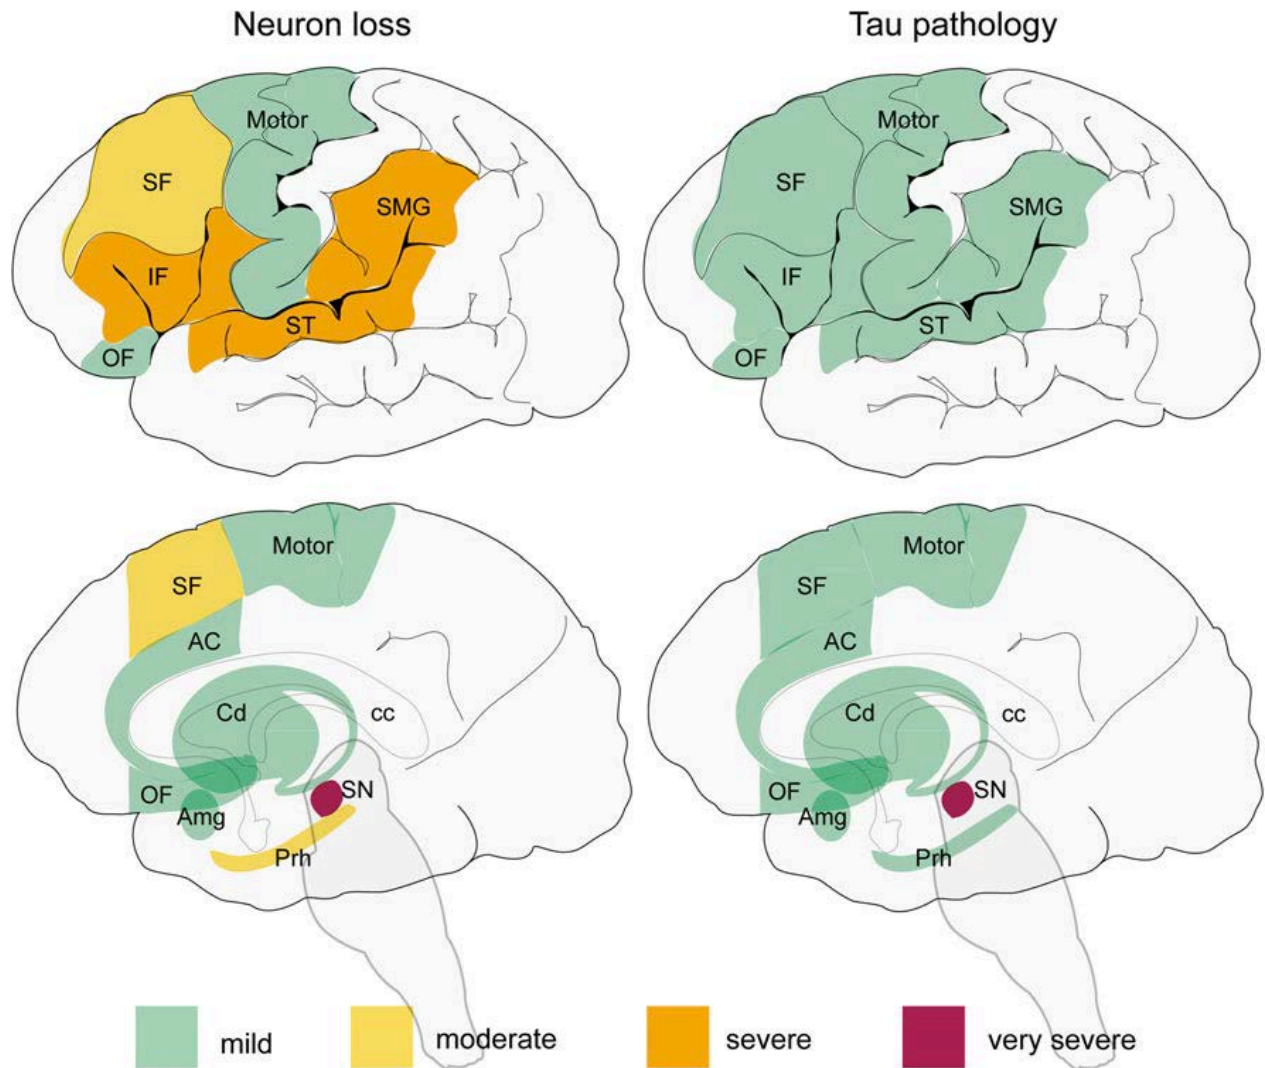 Neuron loss
Tau pathology
Motor
SF
SMG
IF
ST
OF
Motor
SF
SMG
IF
ST
OF
Motor
SF
AC
Cd
cc
OF
SN
Amg
Prh
Motor
SF
AC
Cd
cc
OF
SN
Amg
Prh
mild
moderate
severe
very severe